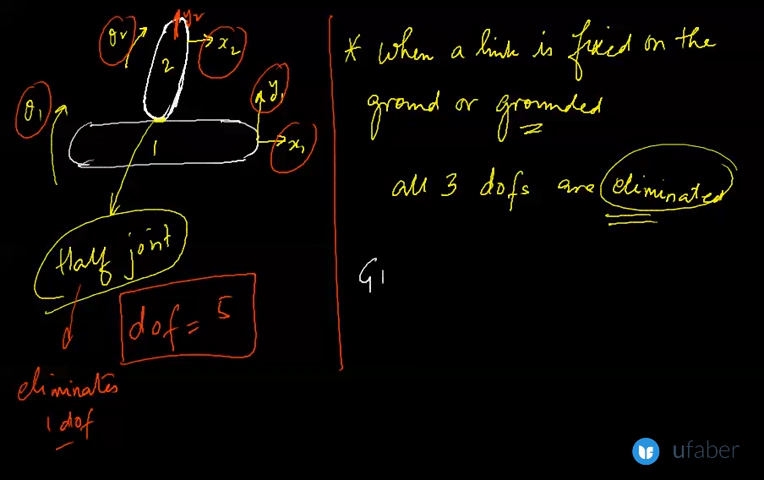 θ2
y2
x2
2
θ1
y1
x1
1
Half joint
dof = 5
eliminates
1 dof
* When a link is fixed on the
ground or grounded
all 3 dofs are eliminated
G1
ufaber